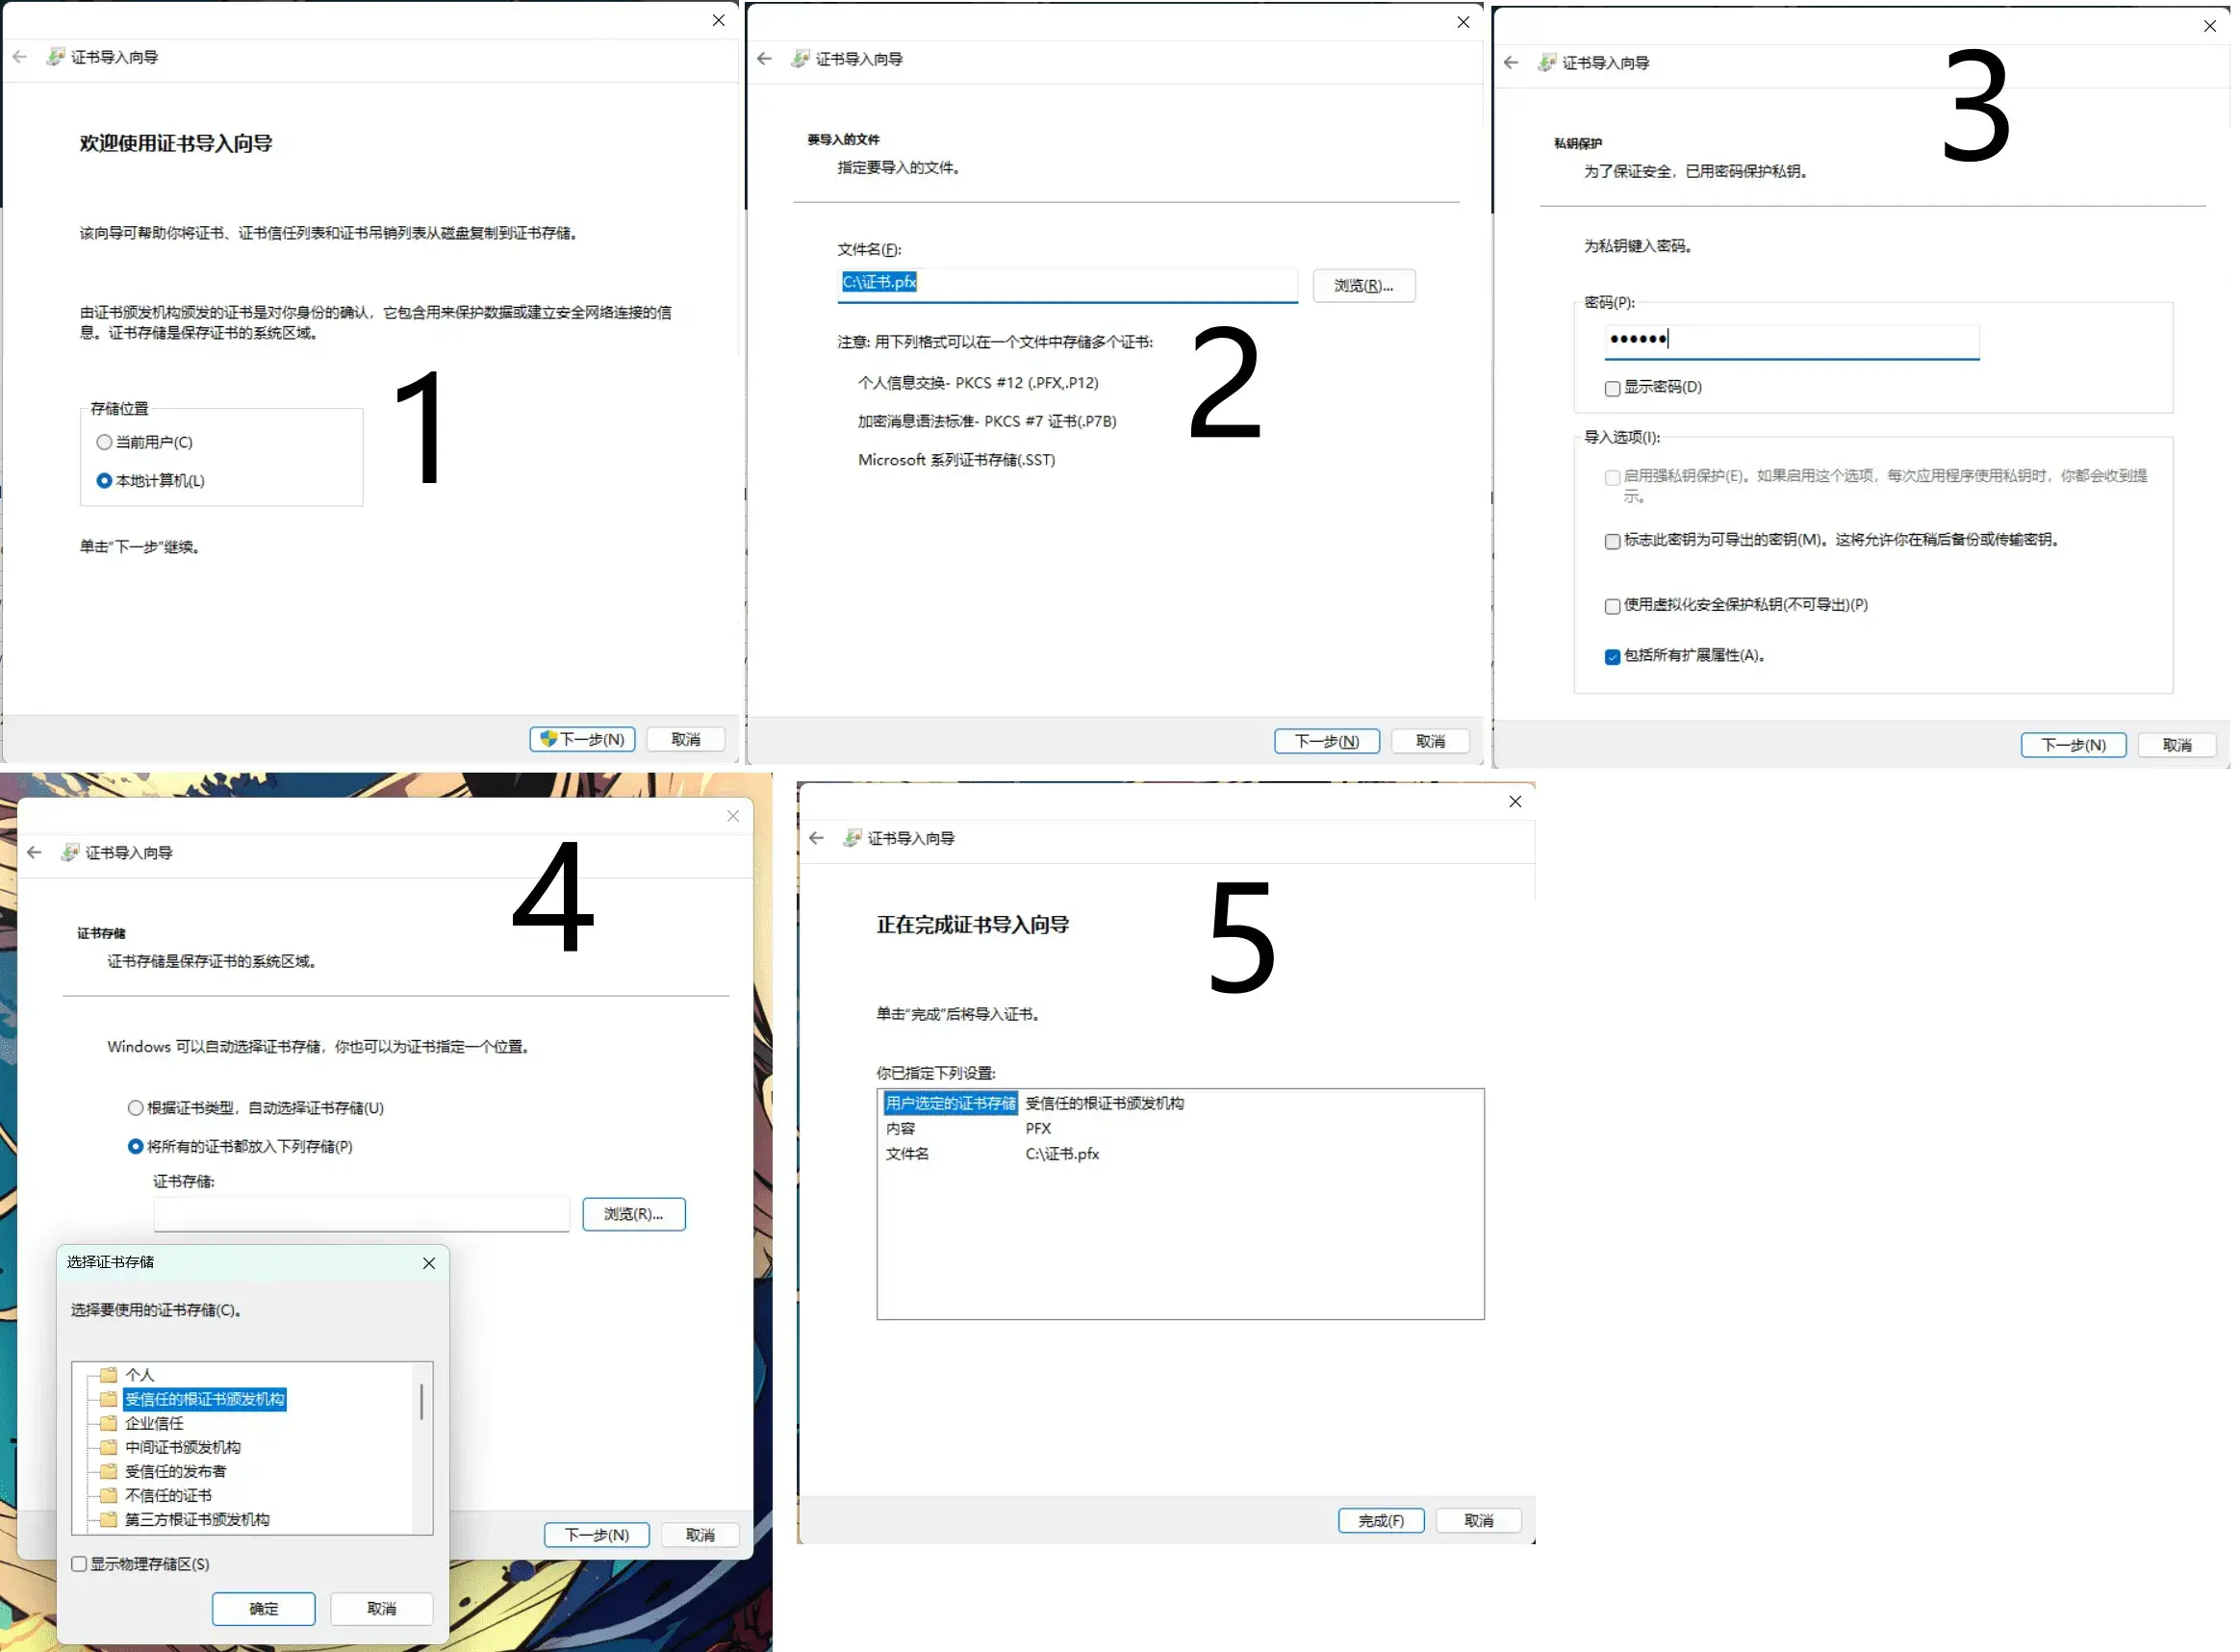 证书导入向导
欢迎使用证书导入向导
该向导可帮助你将证书、证书信任列表和证书吊销列表从磁盘复制到证书存储。
由证书颁发机构颁发的证书是对你身份的确认，它包含用来保护数据或建立安全网络连接的信
息。证书存储是保存证书的系统区域。
1
存储位置
当前用户(C)
本地计算机(L)
单击“下一步”继续。
下一步(N)
取消
证书导入向导
要导入的文件
指定要导入的文件。
文件名(F):
C:\证书.pfx
浏览(R)...
注意: 用下列格式可以在一个文件中存储多个证书:
2
个人信息交换- PKCS #12 (.PFX,.P12)
加密消息语法标准- PKCS #7 证书(.P7B)
Microsoft 系列证书存储(.SST)
下一步(N)
取消
证书导入向导
3
私钥保护
为了保证安全，已用密码保护私钥。
为私钥键入密码。
密码(P):
••••••
显示密码(D)
导入选项(I):
启用强私钥保护(E)。如果启用这个选项，每次应用程序使用私钥时，你都会收到提
示。
标志此密钥为可导出的密钥(M)。这将允许你在稍后备份或传输密钥。
使用虚拟化安全保护私钥(不可导出)(P)
包括所有扩展属性(A)。
下一步(N)
取消
证书导入向导
4
证书存储
证书存储是保存证书的系统区域。
Windows 可以自动选择证书存储，你也可以为证书指定一个位置。
根据证书类型，自动选择证书存储(U)
将所有的证书都放入下列存储(P)
证书存储:
浏览(R)...
选择证书存储
选择要使用的证书存储(C)。
个人
受信任的根证书颁发机构
企业信任
中间证书颁发机构
受信任的发布者
不信任的证书
第三方根证书颁发机构
显示物理存储区(S)
确定
取消
下一步(N)
取消
证书导入向导
5
正在完成证书导入向导
单击“完成”后将导入证书。
你已指定下列设置:
用户选定的证书存储 受信任的根证书颁发机构
内容 PFX
文件名 C:\证书.pfx
完成(F)
取消